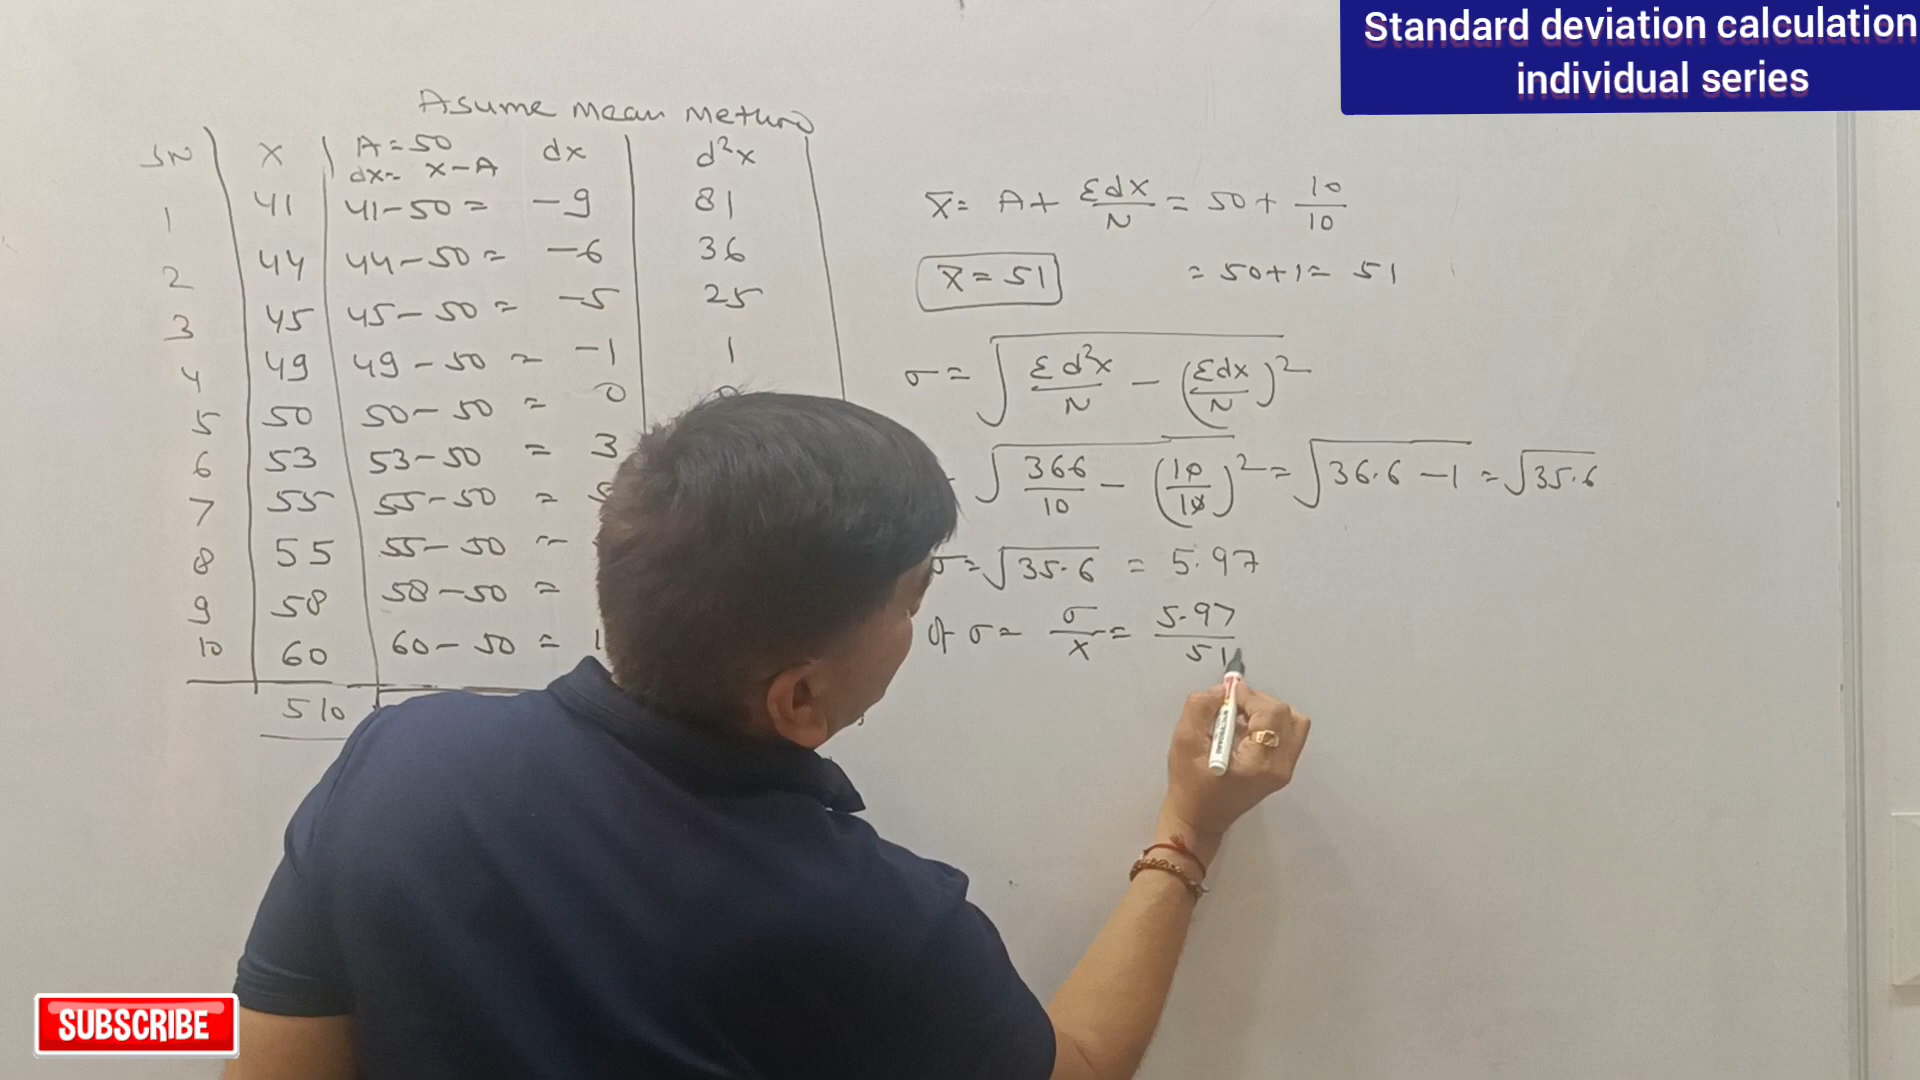 Standard deviation calculation
individual series
Asume mean method
SN X A = 50 dx d²x
dx = x - A
1 41 41-50 = -9 81
2 44 44-50 = -6 36
3 45 45-50 = -5 25
4 49 49-50 = -1 1
5 50 50-50 = 0
6 53 53-50 = 3
7 55 55-50 =
8 55 55-50 =
9 58 58-50 =
10 60 60-50 =
510
X̄ = A + Σdx/N = 50 + 10/10
X̄ = 51 = 50+1 = 51
σ = √Σd²x/N - (Σdx/N)²
√366/10 - (10/10)² = √36.6 - 1 = √35.6
σ = √35.6 = 5.97
of σ = σ/x = 5.97/51
SUBSCRIBE